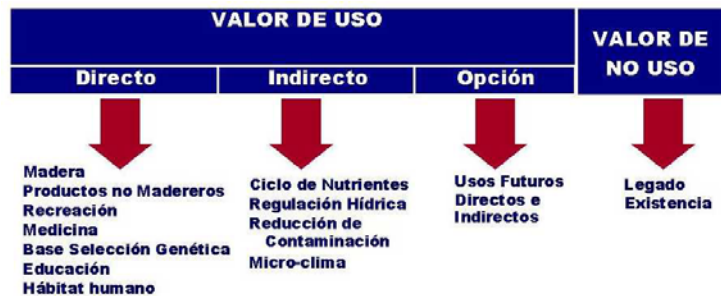 VALOR DE USO
VALOR DE
NO USO
Directo
Indirecto
Opción
Madera
Productos no Madereros
Recreación
Medicina
Base Selección Genética
Educación
Hábitat humano
Ciclo de Nutrientes
Regulación Hídrica
Reducción de
Contaminación
Micro-clima
Usos Futuros
Directos e
Indirectos
Legado
Existencia